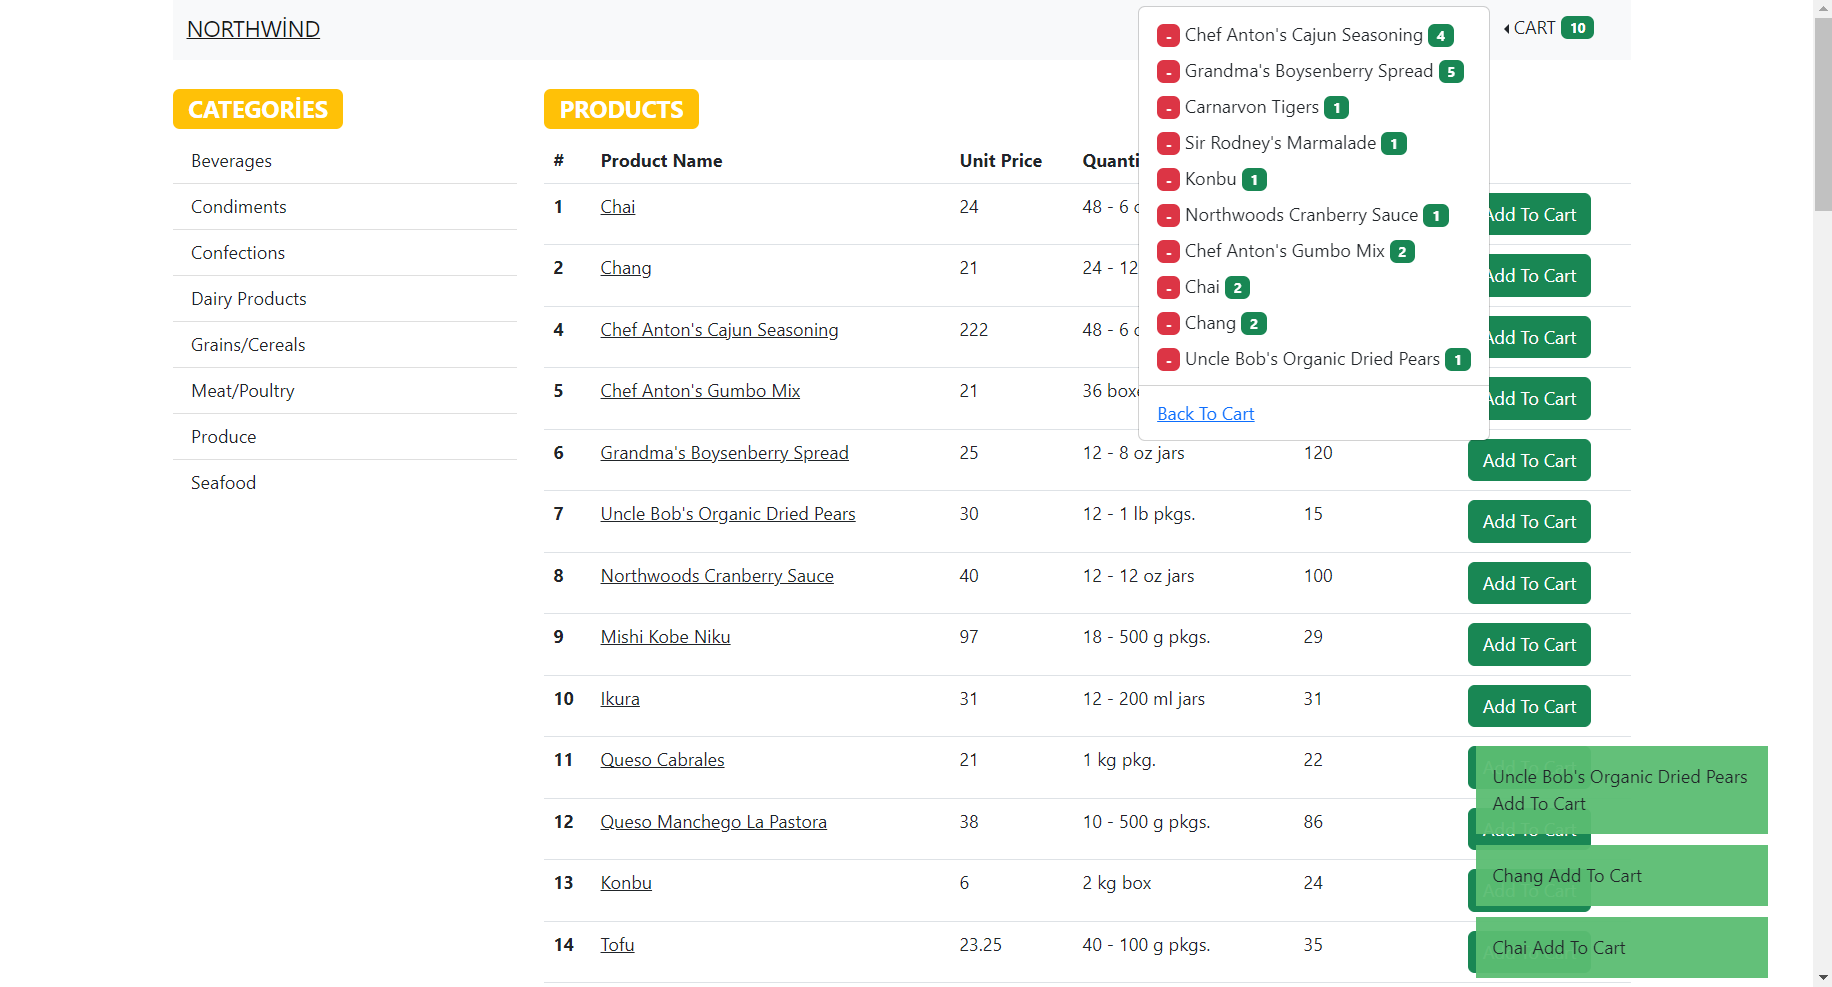 NORTHWİND
CART 10
- Chef Anton's Cajun Seasoning 4
- Grandma's Boysenberry Spread 5
- Carnarvon Tigers 1
- Sir Rodney's Marmalade 1
- Konbu 1
- Northwoods Cranberry Sauce 1
- Chef Anton's Gumbo Mix 2
- Chai 2
- Chang 2
- Uncle Bob's Organic Dried Pears 1
Back To Cart
CATEGORİES
Beverages
Condiments
Confections
Dairy Products
Grains/Cereals
Meat/Poultry
Produce
Seafood
PRODUCTS
# Product Name Unit Price Quanti
1 Chai 24 48 - 6 Add To Cart
2 Chang 21 24 - 12 Add To Cart
4 Chef Anton's Cajun Seasoning 222 48 - 6 Add To Cart
5 Chef Anton's Gumbo Mix 21 36 boxe Add To Cart
6 Grandma's Boysenberry Spread 25 12 - 8 oz jars 120 Add To Cart
7 Uncle Bob's Organic Dried Pears 30 12 - 1 lb pkgs. 15 Add To Cart
8 Northwoods Cranberry Sauce 40 12 - 12 oz jars 100 Add To Cart
9 Mishi Kobe Niku 97 18 - 500 g pkgs. 29 Add To Cart
10 Ikura 31 12 - 200 ml jars 31 Add To Cart
11 Queso Cabrales 21 1 kg pkg. 22
12 Queso Manchego La Pastora 38 10 - 500 g pkgs. 86 Add To Cart
13 Konbu 6 2 kg box 24
14 Tofu 23.25 40 - 100 g pkgs. 35
Uncle Bob's Organic Dried Pears
Add To Cart
Chang Add To Cart
Chai Add To Cart